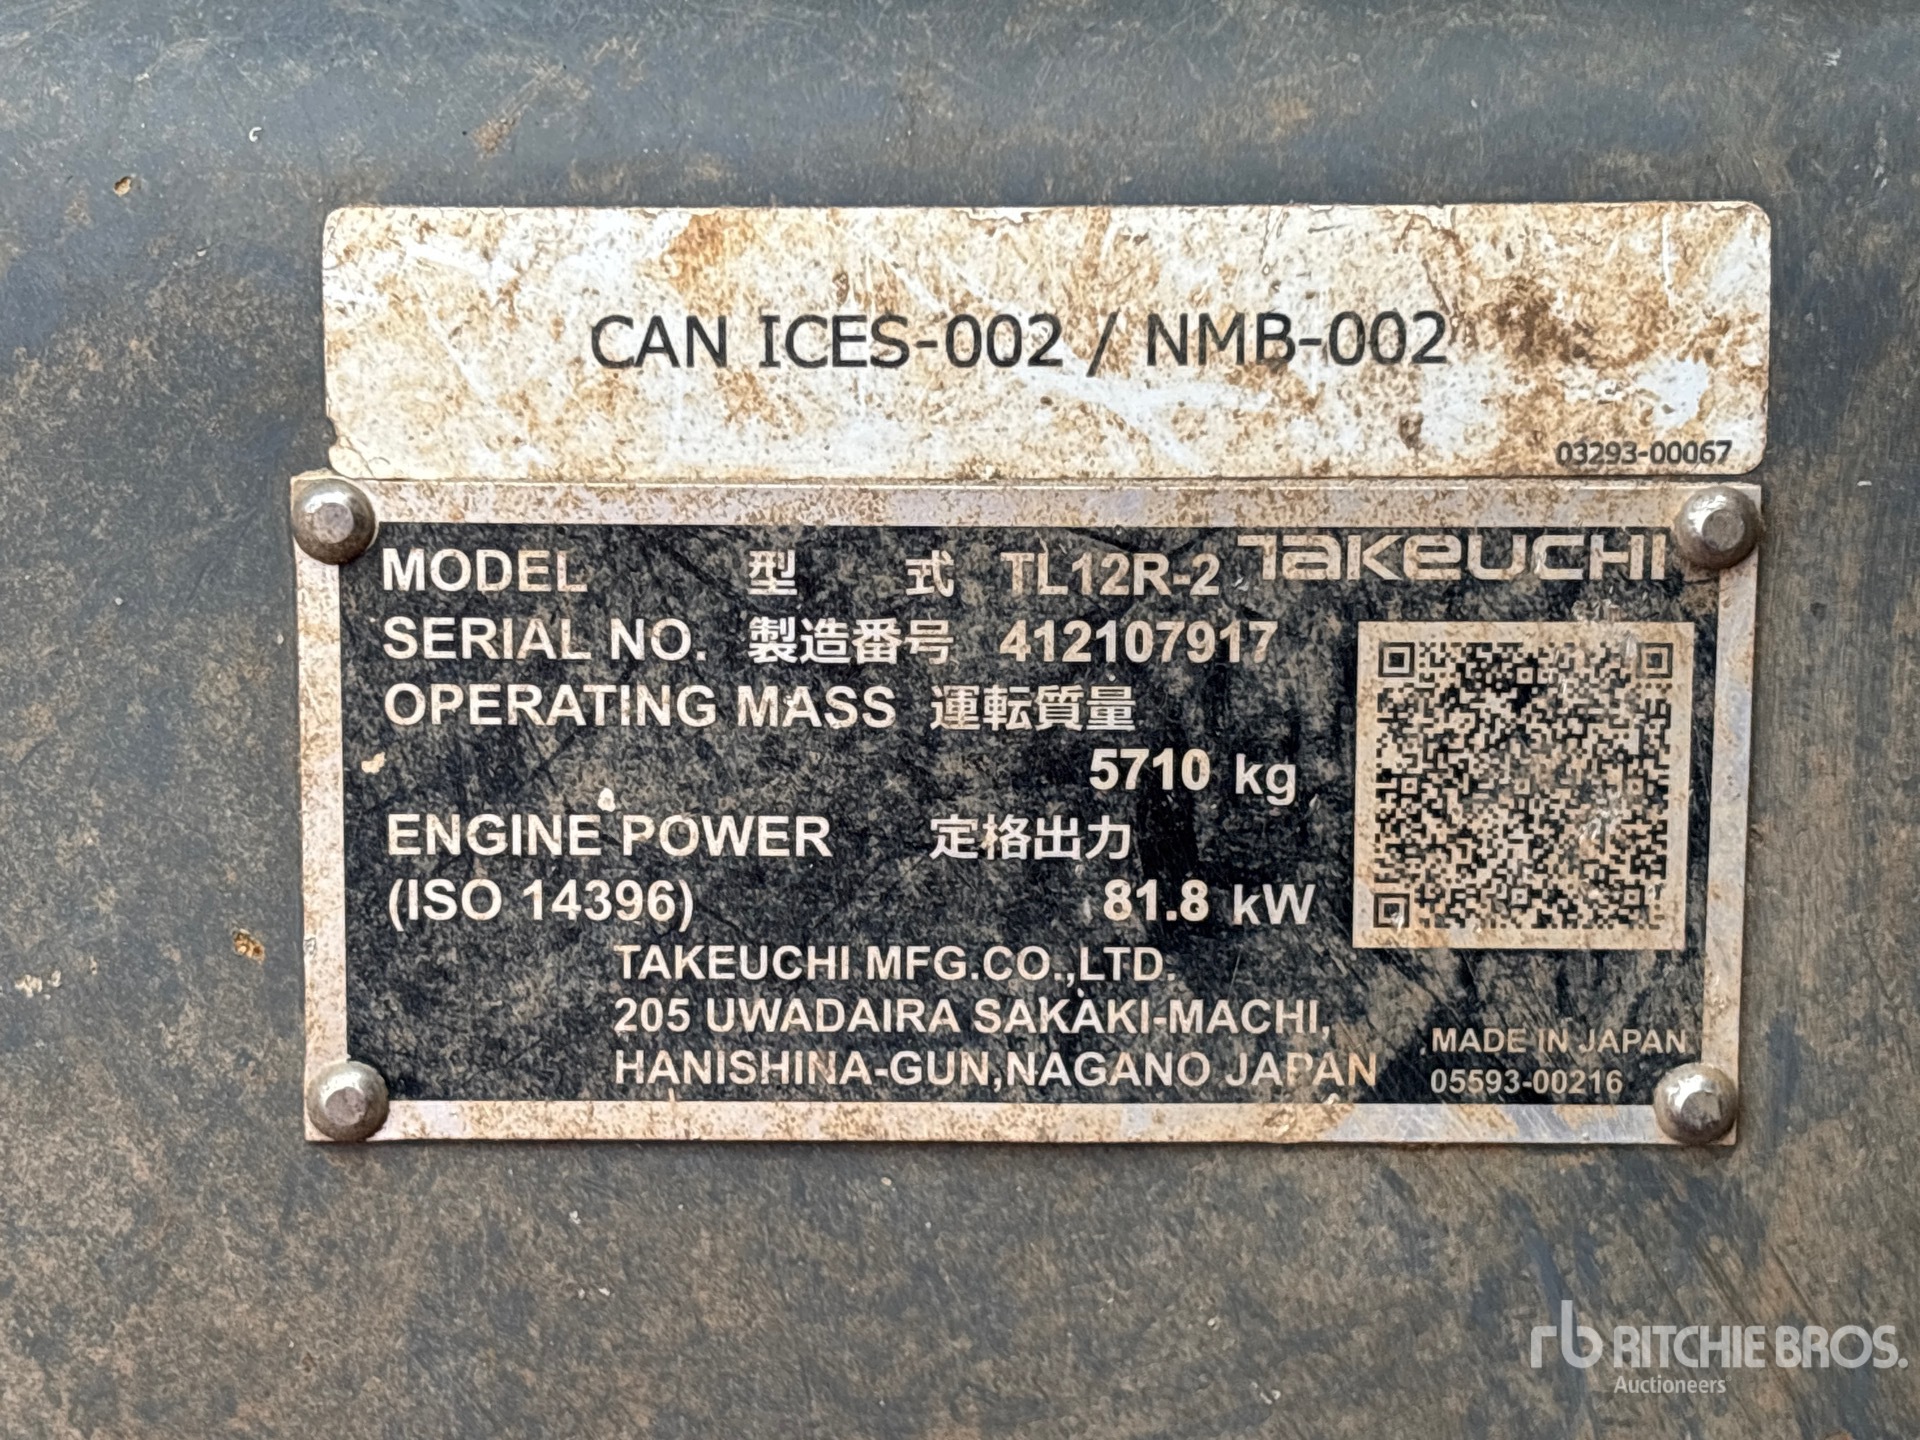 CAN ICES-002 / NMB-002
03293-00067
MODEL 型 式 TL12R-2 TAKEUCHI
SERIAL NO. 製造番号 412107917
OPERATING MASS 運転質量
5710 kg
ENGINE POWER 定格出力
(ISO 14396) 81.8 kW
TAKEUCHI MFG.CO.,LTD.
205 UWADAIRA SAKAKI-MACHI,
HANISHINA-GUN,NAGANO JAPAN
MADE IN JAPAN
05593-00216
rb RITCHIE BROS.
Auctioneers